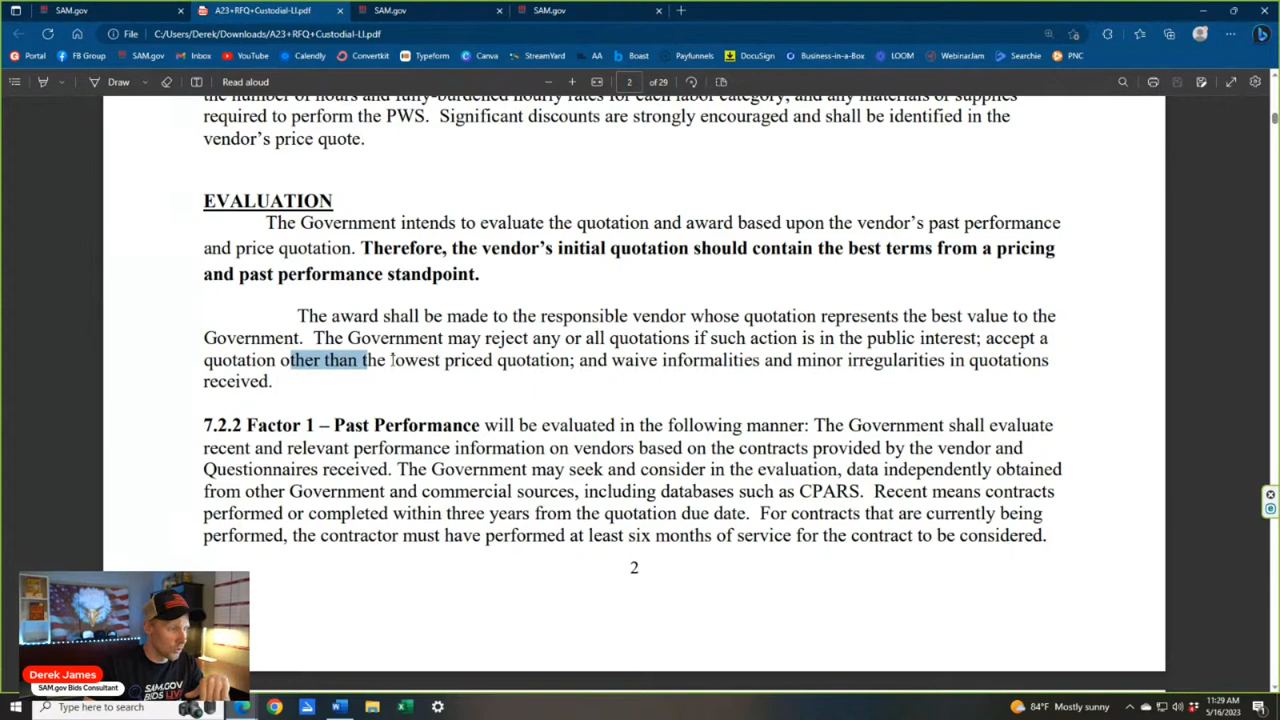 SAM.gov
A23+RFQ+Custodial-LI.pdf
SAM.gov
SAM.gov
File
C:/Users/Derek/Downloads/A23+RFQ+Custodial-LI.pdf
Portal
FB Group
SAM.gov
Inbox
YouTube
Calendly
Convertkit
Typeform
Canva
StreamYard
AA
Boast
Payfunnels
DocuSign
Business-in-a-Box
LOOM
WebinarJam
Searchie
PNC
Draw
Read aloud
2
of 29
the number of hours and fully-burdened hourly rates for each labor category, and any materials or supplies
required to perform the PWS. Significant discounts are strongly encouraged and shall be identified in the
vendor's price quote.
EVALUATION
The Government intends to evaluate the quotation and award based upon the vendor's past performance
and price quotation. Therefore, the vendor's initial quotation should contain the best terms from a pricing
and past performance standpoint.
The award shall be made to the responsible vendor whose quotation represents the best value to the
Government. The Government may reject any or all quotations if such action is in the public interest; accept a
quotation other than the lowest priced quotation; and waive informalities and minor irregularities in quotations
received.
7.2.2 Factor 1 – Past Performance will be evaluated in the following manner: The Government shall evaluate
recent and relevant performance information on vendors based on the contracts provided by the vendor and
Questionnaires received. The Government may seek and consider in the evaluation, data independently obtained
from other Government and commercial sources, including databases such as CPARS. Recent means contracts
performed or completed within three years from the quotation due date. For contracts that are currently being
performed, the contractor must have performed at least six months of service for the contract to be considered.
2
Derek James
SAM.gov Bids Consultant
SAM.GOV
BIDS LIVE
Type here to search
84°F Mostly sunny
11:29 AM
5/16/2023